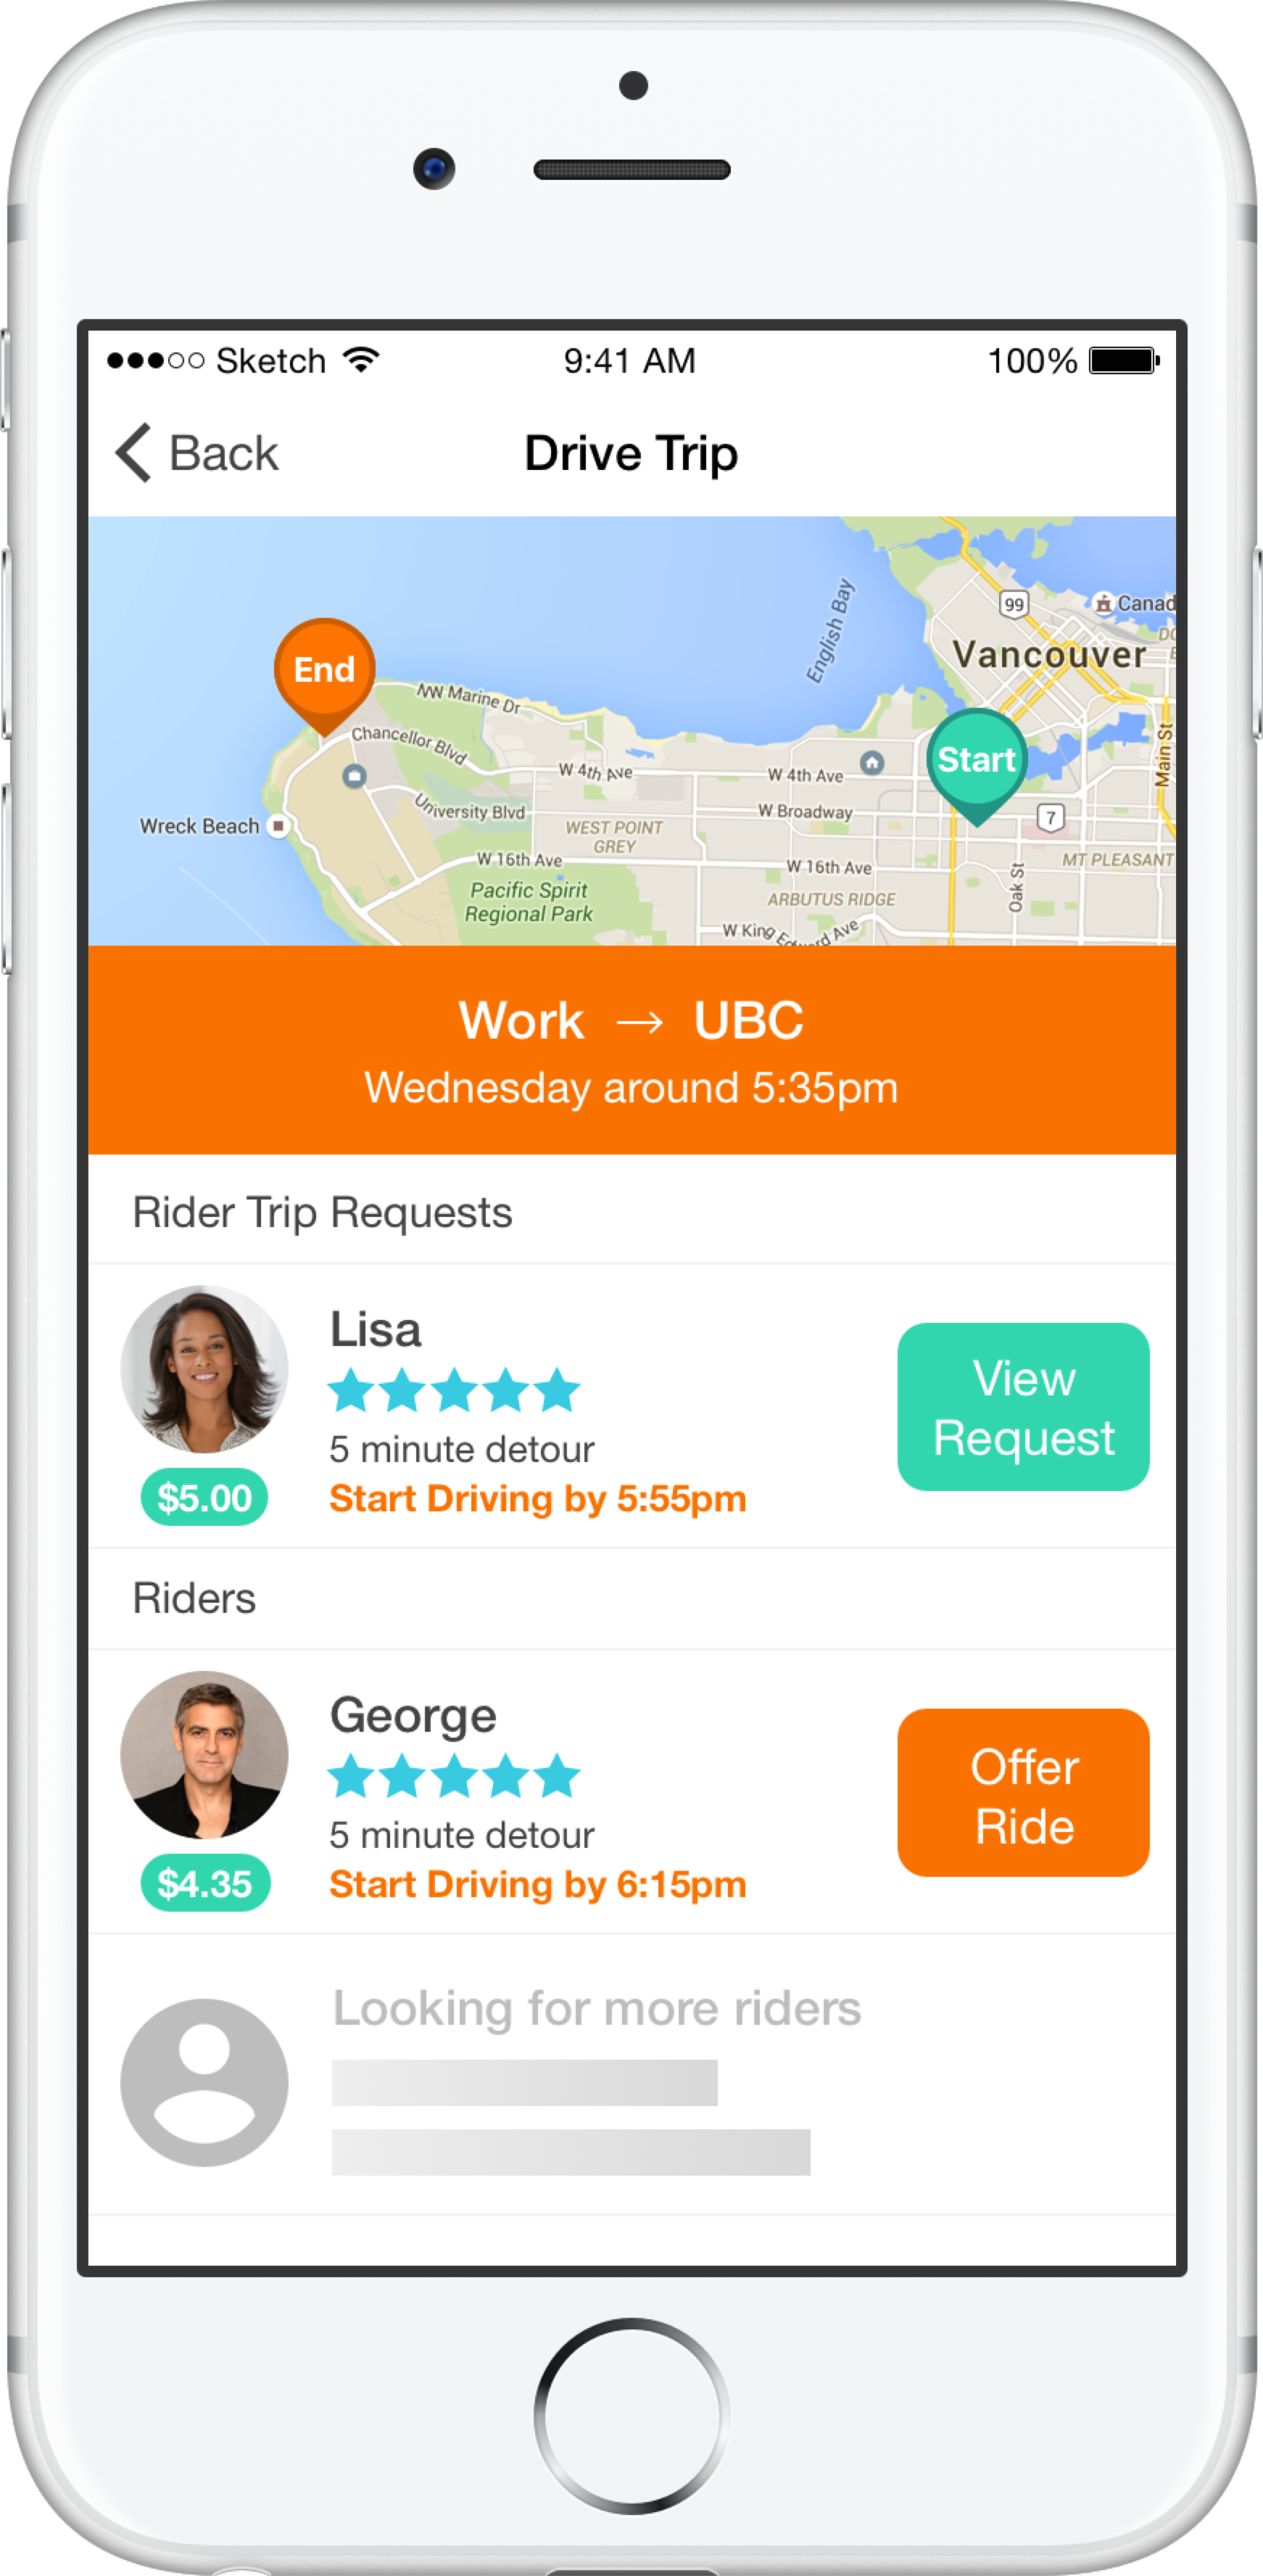 Sketch 9:41 AM 100%
Back Drive Trip
99
Canad
Vancouver
English Bay
End
NW Marine Dr
Chancellor Blvd
Start
Main St
W 4th Ave
W 4th Ave
University Blvd
W Broadway
7
Wreck Beach
WEST POINT
GREY
W 16th Ave
W 16th Ave
MT PLEASANT
Oak St
Pacific Spirit
Regional Park
ARBUTUS RIDGE
W King Edward Ave
Work → UBC
Wednesday around 5:35pm
Rider Trip Requests
Lisa
5 minute detour
Start Driving by 5:55pm
$5.00
View
Request
Riders
George
5 minute detour
Start Driving by 6:15pm
$4.35
Offer
Ride
Looking for more riders